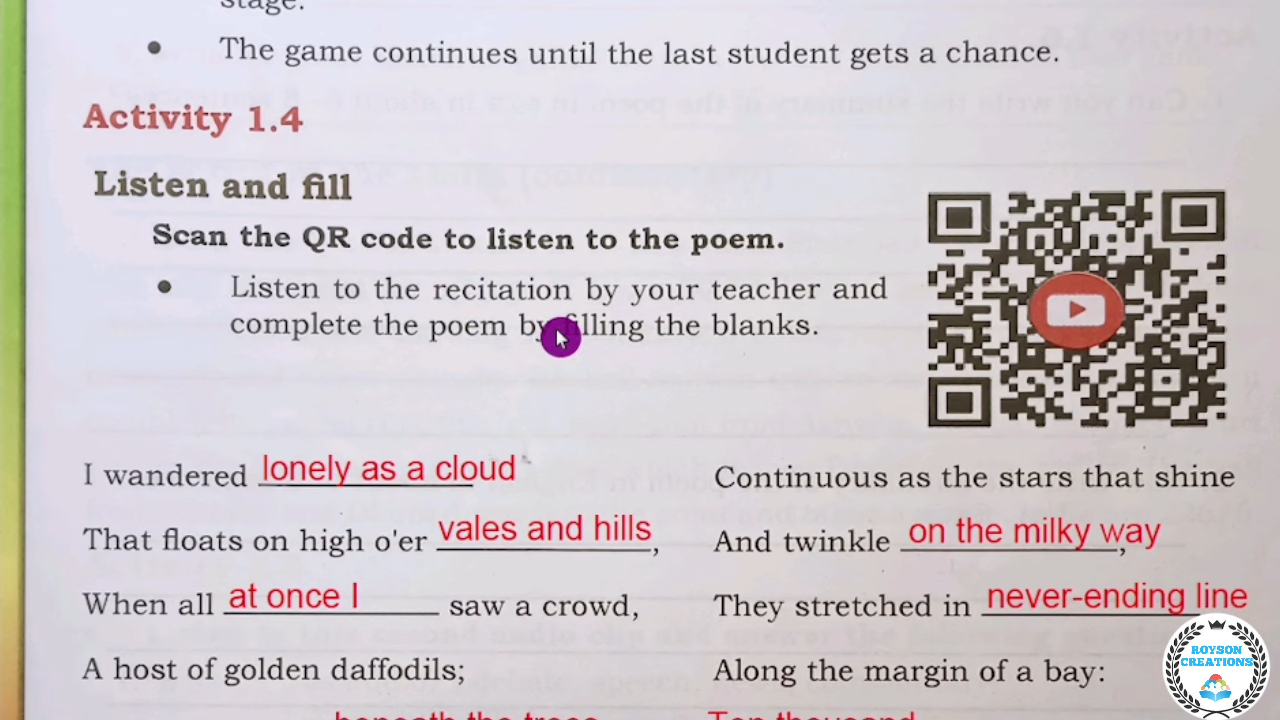 stage.
• The game continues until the last student gets a chance.
Activity 1.4
Listen and fill
Scan the QR code to listen to the poem.
• Listen to the recitation by your teacher and
complete the poem by filling the blanks.
I wandered lonely as a cloud
That floats on high o'er vales and hills,
When all at once I saw a crowd,
A host of golden daffodils;
beneath the trees
Continuous as the stars that shine
And twinkle on the milky way,
They stretched in never-ending line
Along the margin of a bay:
Ten thousand
ROYSON
CREATIONS